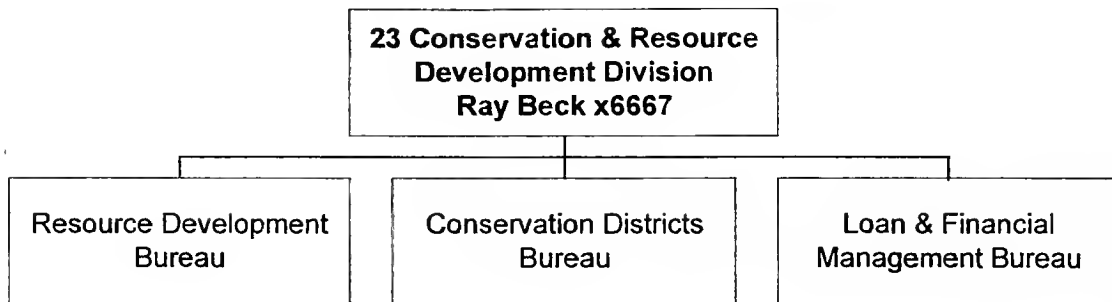 23 Conservation & Resource
Development Division
Ray Beck x6667
Resource Development
Bureau
Conservation Districts
Bureau
Loan & Financial
Management Bureau